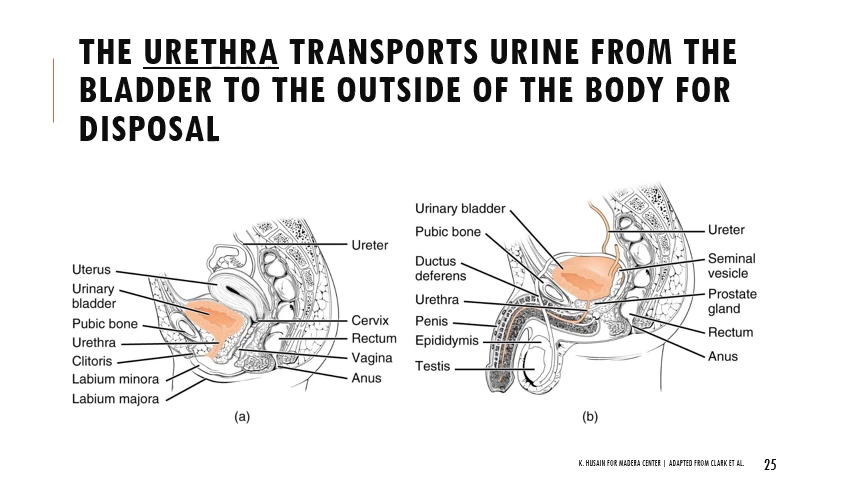 THE URETHRA TRANSPORTS URINE FROM THE
BLADDER TO THE OUTSIDE OF THE BODY FOR
DISPOSAL
Ureter
Uterus
Urinary
bladder
Pubic bone
Urethra
Clitoris
Labium minora
Labium majora
Cervix
Rectum
Vagina
Anus
(a)
Urinary bladder
Pubic bone
Ductus
deferens
Urethra
Penis
Epididymis
Testis
Ureter
Seminal
vesicle
Prostate
gland
Rectum
Anus
(b)
K. HUSAIN FOR MADERA CENTER | ADAPTED FROM CLARK ET AL.
25